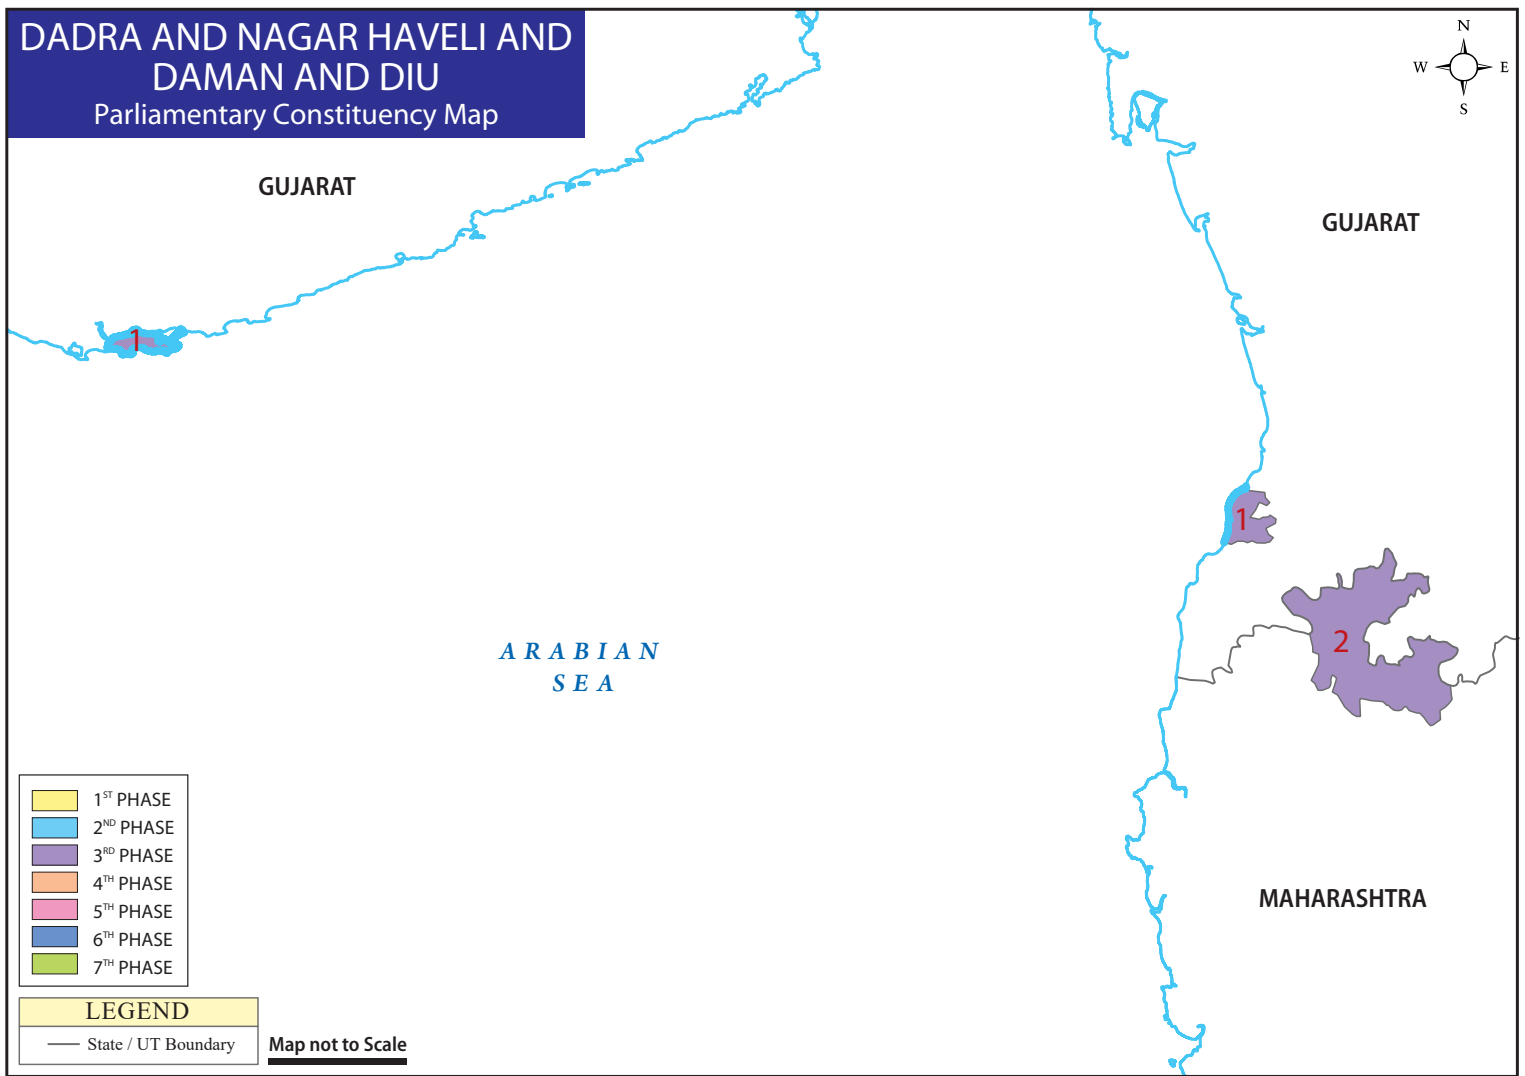 DADRA AND NAGAR HAVELI AND
DAMAN AND DIU
Parliamentary Constituency Map
N
W E
S
GUJARAT
GUJARAT
1
1
2
ARABIAN
SEA
MAHARASHTRA
1ST PHASE
2ND PHASE
3RD PHASE
4TH PHASE
5TH PHASE
6TH PHASE
7TH PHASE
LEGEND
State / UT Boundary
Map not to Scale